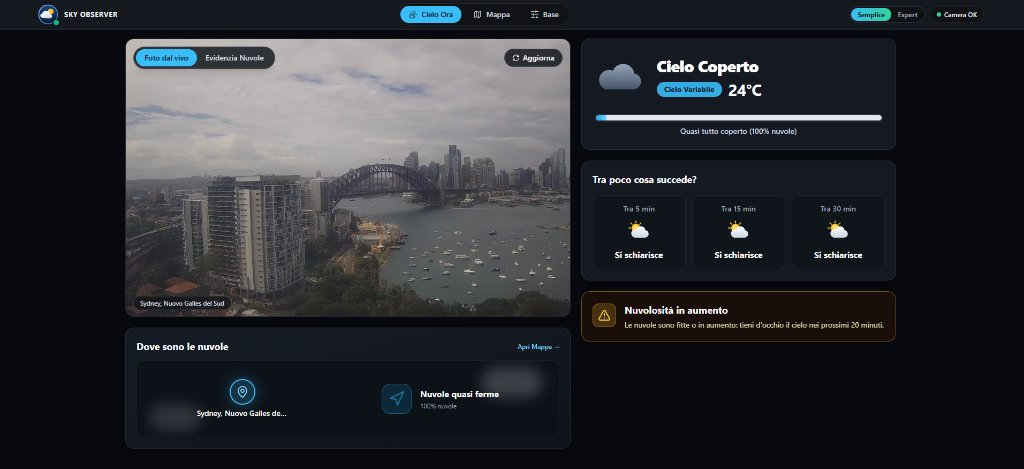 SKY OBSERVER
Cielo Ora
Mappa
Base
Semplice
Expert
Camera OK
Foto dal vivo
Evidenzia Nuvole
Aggiorna
Sydney, Nuovo Galles del Sud
Cielo Coperto
Cielo Variabile
24°C
Quasi tutto coperto (100% nuvole)
Tra poco cosa succede?
Tra 5 min
Si schiarisce
Tra 15 min
Si schiarisce
Tra 30 min
Si schiarisce
Nuvolosità in aumento
Le nuvole sono fitte o in aumento: tieni d'occhio il cielo nei prossimi 20 minuti.
Dove sono le nuvole
Apri Mappa →
Sydney, Nuovo Galles de...
Nuvole quasi ferme
100% nuvole